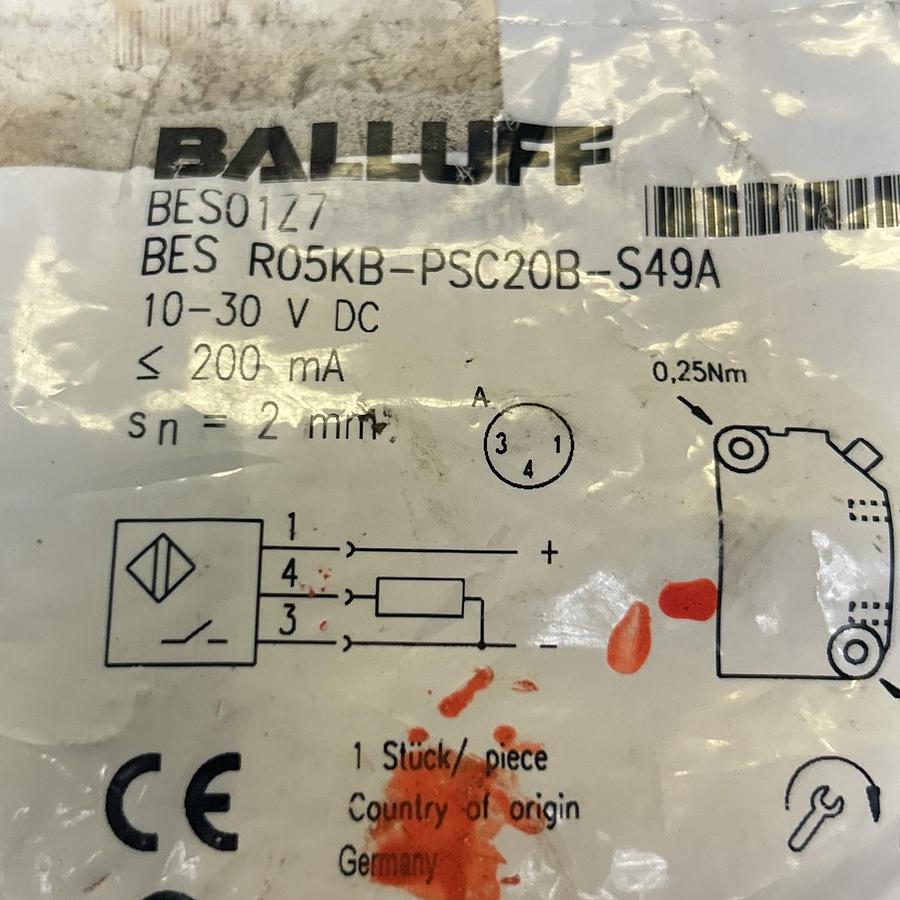 BALLUFF
BES01Z7
BES R05KB-PSC20B-S49A
10-30 V DC
≤ 200 mA
sn = 2 mm
0,25Nm
A
3 1
4
1
+
4
3
-
CE
1 Stück/ piece
Country of origin
Germany